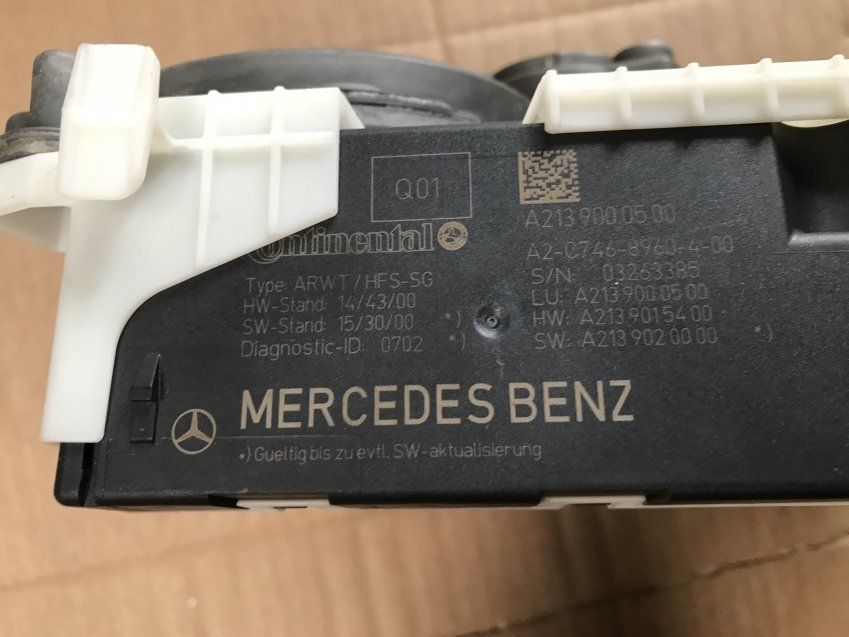 Q01
Continental
Type: ARWT/HFS-SG
HW-Stand: 14/43/00
SW-Stand: 15/30/00 *)
Diagnostic-ID: 0702 *)
A213 900 05 00
A2-C746-8960-4-00
S/N: 03263385
LU: A213 900 05 00
HW: A213 901 54 00
SW: A213 902 00 00 *)
MERCEDES BENZ
*) Gueltig bis zu evtl. SW-aktualisierung